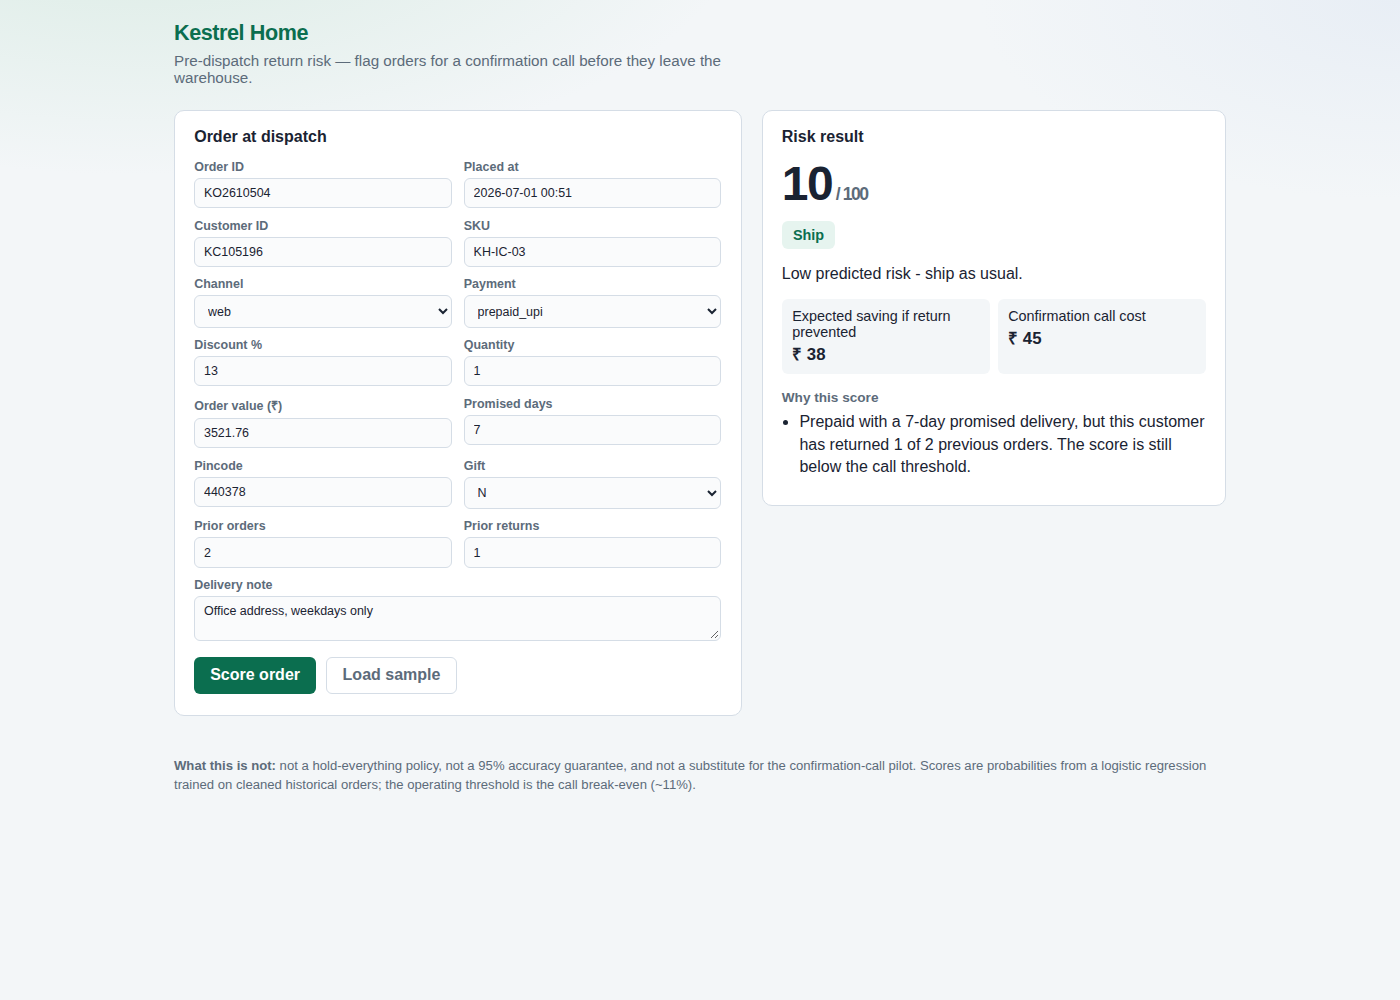 Kestrel Home
Pre-dispatch return risk — flag orders for a confirmation call before they leave the
warehouse.
Order at dispatch
Order ID
Placed at
KO2610504
2026-07-01 00:51
Customer ID
SKU
KC105196
KH-IC-03
Channel
Payment
web
prepaid_upi
Discount %
Quantity
13
1
Order value (₹)
Promised days
3521.76
7
Pincode
Gift
440378
N
Prior orders
Prior returns
2
1
Delivery note
Office address, weekdays only
Score order
Load sample
Risk result
10 / 100
Ship
Low predicted risk - ship as usual.
Expected saving if return
prevented
₹ 38
Confirmation call cost
₹ 45
Why this score
• Prepaid with a 7-day promised delivery, but this customer
has returned 1 of 2 previous orders. The score is still
below the call threshold.
What this is not: not a hold-everything policy, not a 95% accuracy guarantee, and not a substitute for the confirmation-call pilot. Scores are probabilities from a logistic regression
trained on cleaned historical orders; the operating threshold is the call break-even (~11%).